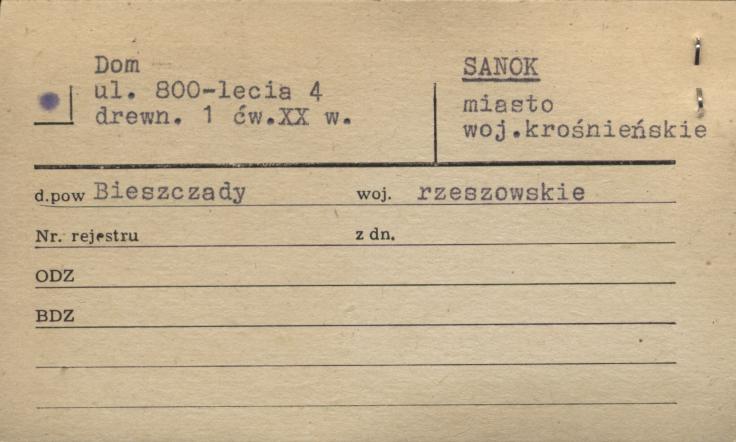 Dom
ul. 800-lecia 4
drewn. 1 ćw.XX w.
SANOK
miasto
woj.krośnieńskie
d.pow Bieszczady woj. rzeszowskie
Nr. rejestru z dn.
ODZ
BDZ